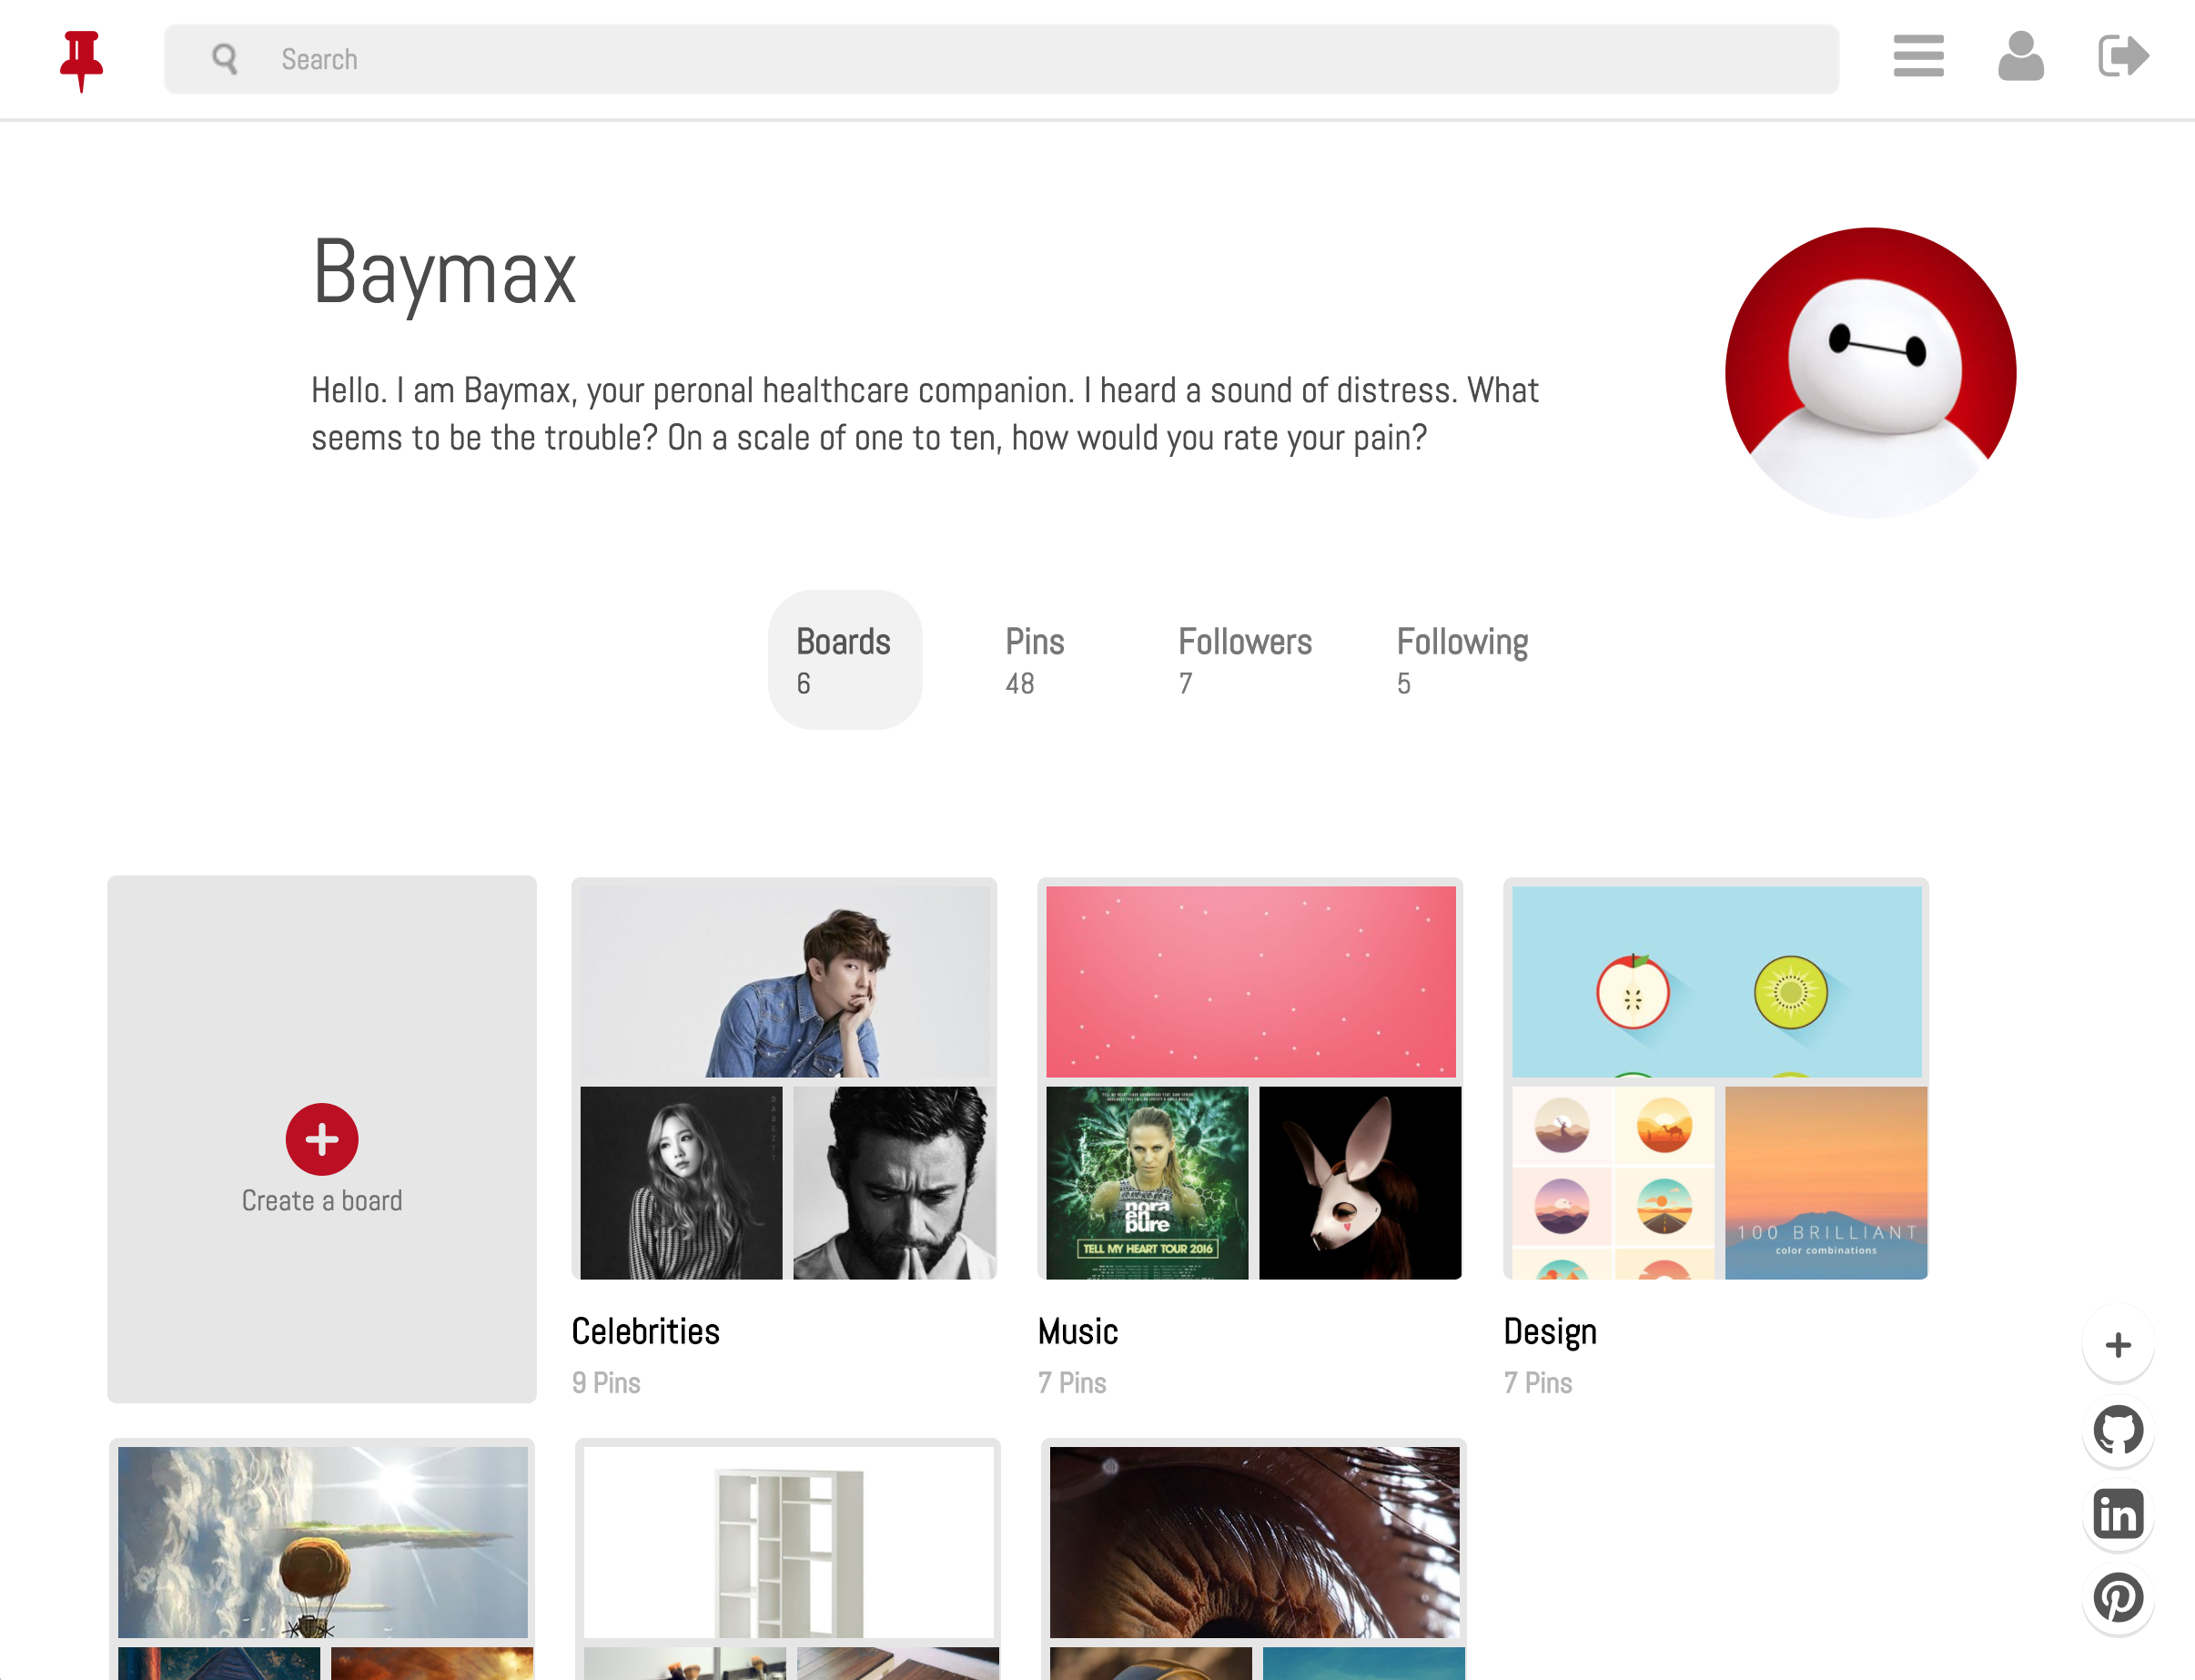 Search
Baymax
Hello. I am Baymax, your peronal healthcare companion. I heard a sound of distress. What
seems to be the trouble? On a scale of one to ten, how would you rate your pain?
Boards
6
Pins
48
Followers
7
Following
5
Create a board
DABEZTT
nora
en
pure
TELL MY HEART TOUR 2016
100 BRILLIANT
color combinations
Celebrities
9 Pins
Music
7 Pins
Design
7 Pins
in